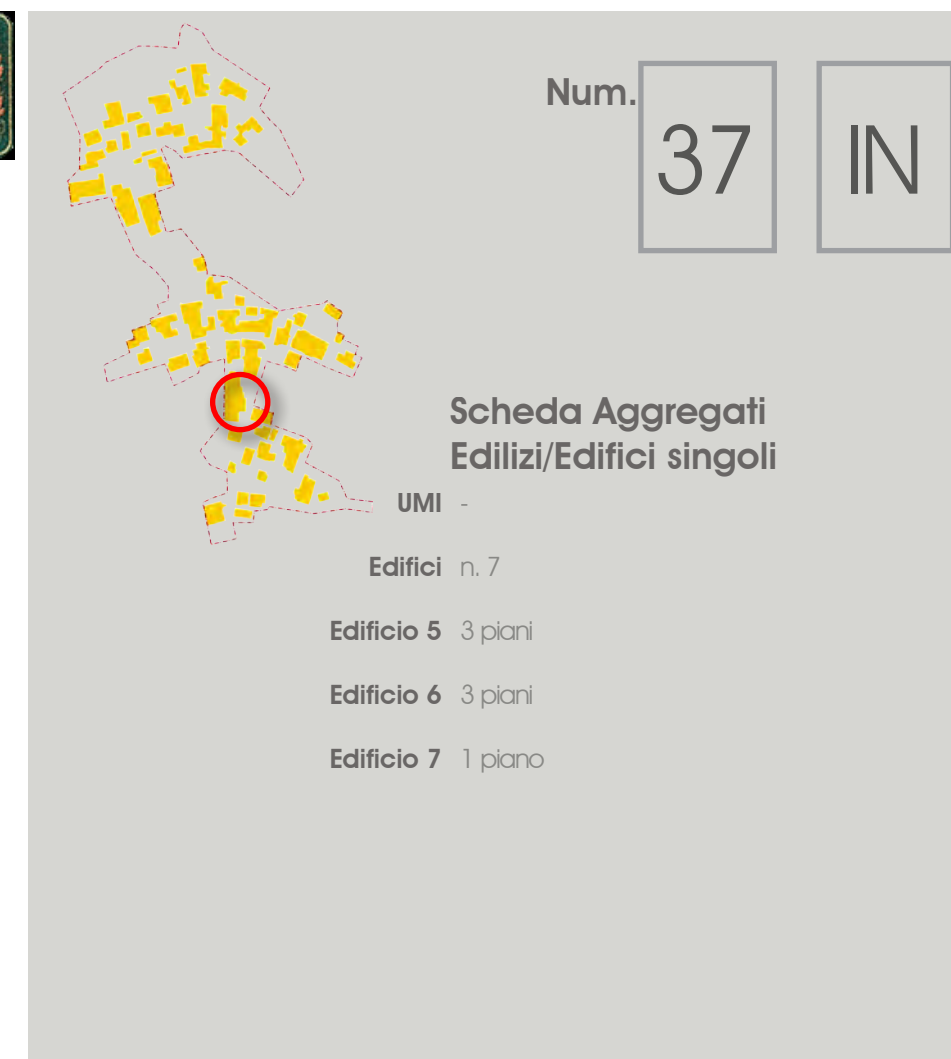 Num.
37 IN
Scheda Aggregati
Edilizi/Edifici singoli
UMI -
Edifici n. 7
Edificio 5 3 piani
Edificio 6 3 piani
Edificio 7 1 piano